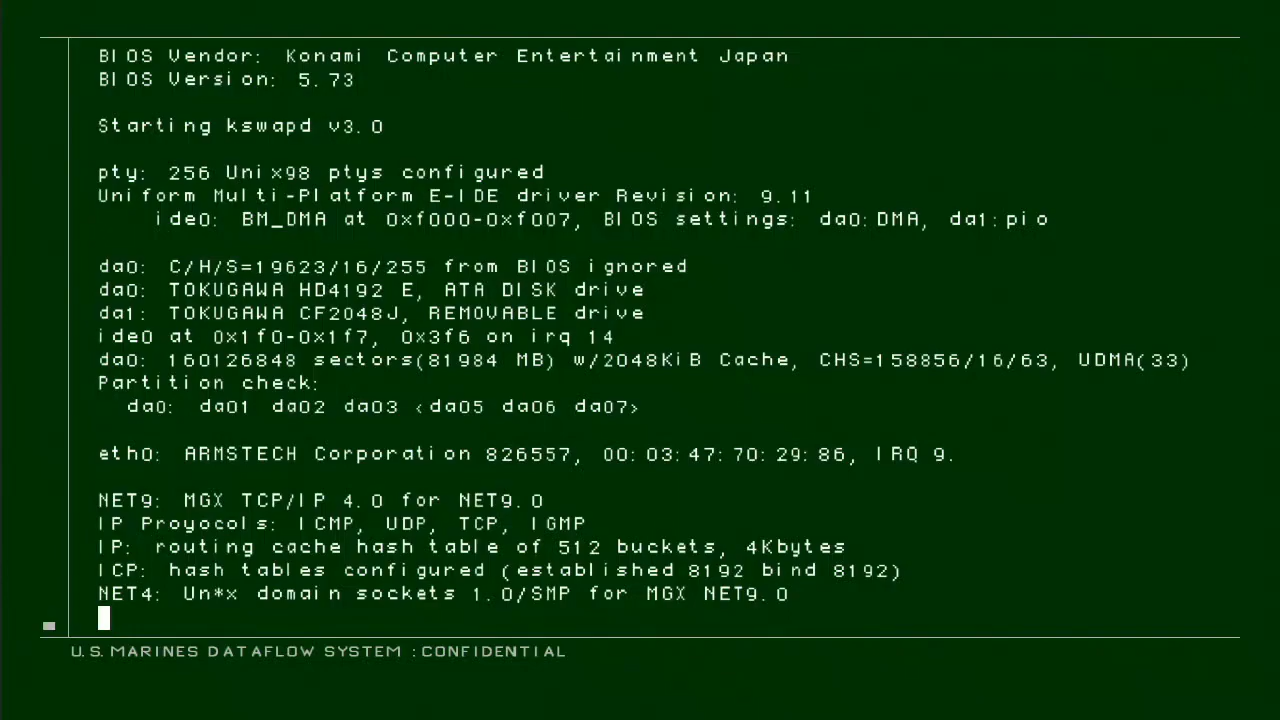 BIOS Vendor: Konami Computer Entertainment Japan
BIOS Version: 5.73
Starting kswapd v3.0
pty: 256 Unix98 ptys configured
Uniform Multi-Platform E-IDE driver Revision: 9.11
ide0: BM_DMA at 0xf000-0xf007, BIOS settings: da0:DMA, da1:pio
da0: C/H/S=19623/16/255 from BIOS ignored
da0: TOKUGAWA HD4192 E, ATA DISK drive
da1: TOKUGAWA CF2048J, REMOVABLE drive
ide0 at 0x1f0-0x1f7, 0x3f6 on irq 14
da0: 160126848 sectors(81984 MB) w/2048KiB Cache, CHS=158856/16/63, UDMA(33)
Partition check:
da0: da01 da02 da03 <da05 da06 da07>
eth0: ARMSTECH Corporation 826557, 00:03:47:70:29:86, IRQ 9.
NET9: MGX TCP/IP 4.0 for NET9.0
IP Proyocols: ICMP, UDP, TCP, IGMP
IP: routing cache hash table of 512 buckets, 4Kbytes
ICP: hash tables configured (established 8192 bind 8192)
NET4: Un*x domain sockets 1.0/SMP for MGX NET9.0
U.S.MARINES DATAFLOW SYSTEM :CONFIDENTIAL